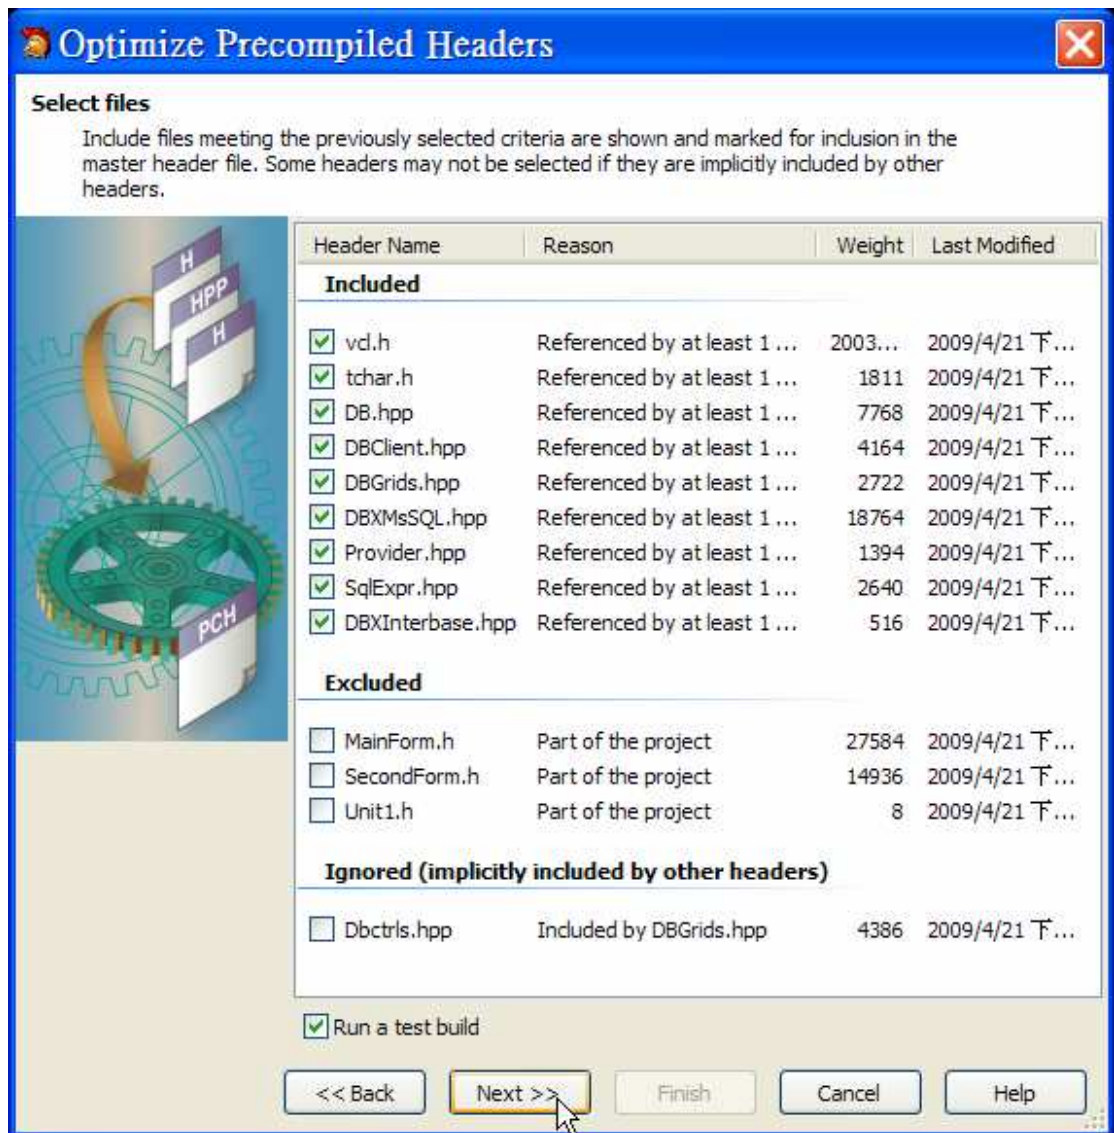 Optimize Precompiled Headers
Select files
Include files meeting the previously selected criteria are shown and marked for inclusion in the
master header file. Some headers may not be selected if they are implicitly included by other
headers.
H
HPP
H
PCH
Header Name Reason Weight Last Modified
Included
vcl.h Referenced by at least 1 ... 2003... 2009/4/21 下...
tchar.h Referenced by at least 1 ... 1811 2009/4/21 下...
DB.hpp Referenced by at least 1 ... 7768 2009/4/21 下...
DBClient.hpp Referenced by at least 1 ... 4164 2009/4/21 下...
DBGrids.hpp Referenced by at least 1 ... 2722 2009/4/21 下...
DBXMsSQL.hpp Referenced by at least 1 ... 18764 2009/4/21 下...
Provider.hpp Referenced by at least 1 ... 1394 2009/4/21 下...
SqlExpr.hpp Referenced by at least 1 ... 2640 2009/4/21 下...
DBXInterbase.hpp Referenced by at least 1 ... 516 2009/4/21 下...
Excluded
MainForm.h Part of the project 27584 2009/4/21 下...
SecondForm.h Part of the project 14936 2009/4/21 下...
Unit1.h Part of the project 8 2009/4/21 下...
Ignored (implicitly included by other headers)
Dbctrls.hpp Included by DBGrids.hpp 4386 2009/4/21 下...
Run a test build
<< Back Next >> Finish Cancel Help